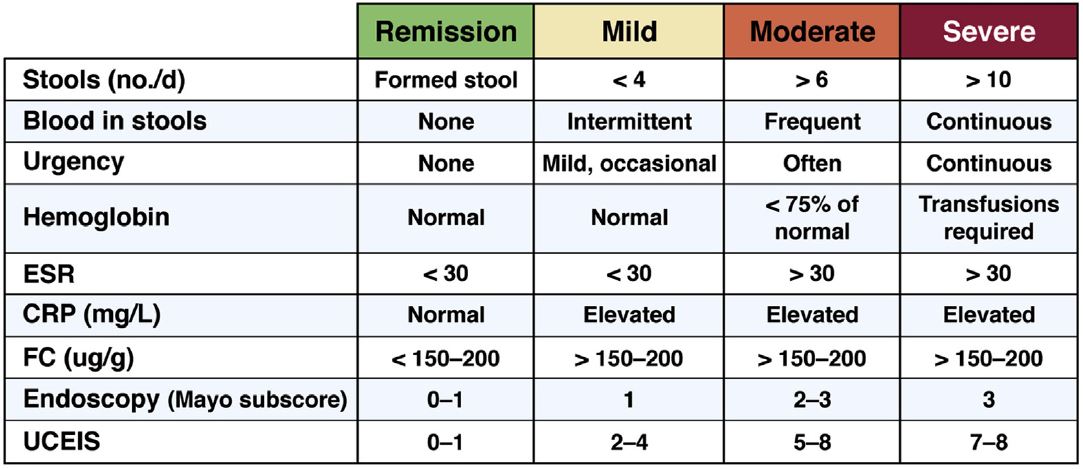 Remission Mild Moderate Severe
Stools (no./d) Formed stool < 4 > 6 > 10
Blood in stools None Intermittent Frequent Continuous
Urgency None Mild, occasional Often Continuous
Hemoglobin Normal Normal < 75% of normal Transfusions required
ESR < 30 < 30 > 30 > 30
CRP (mg/L) Normal Elevated Elevated Elevated
FC (ug/g) < 150–200 > 150–200 > 150–200 > 150–200
Endoscopy (Mayo subscore) 0–1 1 2–3 3
UCEIS 0–1 2–4 5–8 7–8